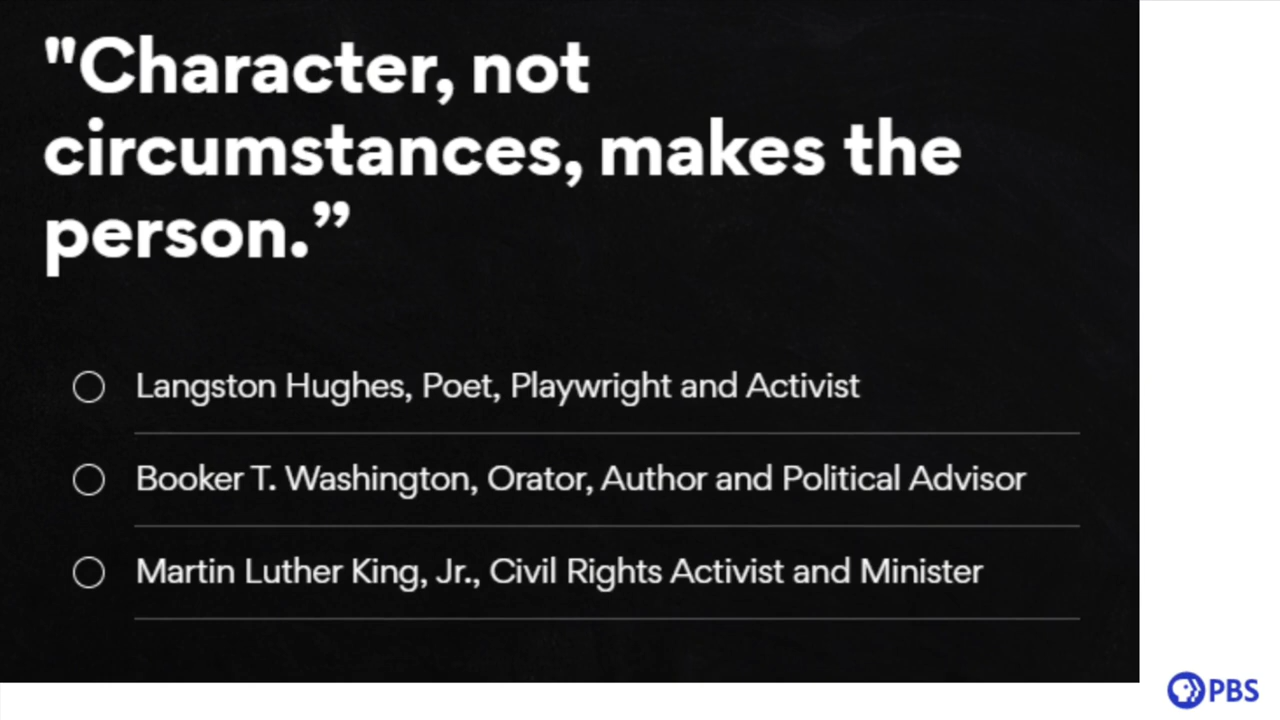 "Character, not
circumstances, makes the
person.”
Langston Hughes, Poet, Playwright and Activist
Booker T. Washington, Orator, Author and Political Advisor
Martin Luther King, Jr., Civil Rights Activist and Minister
PBS